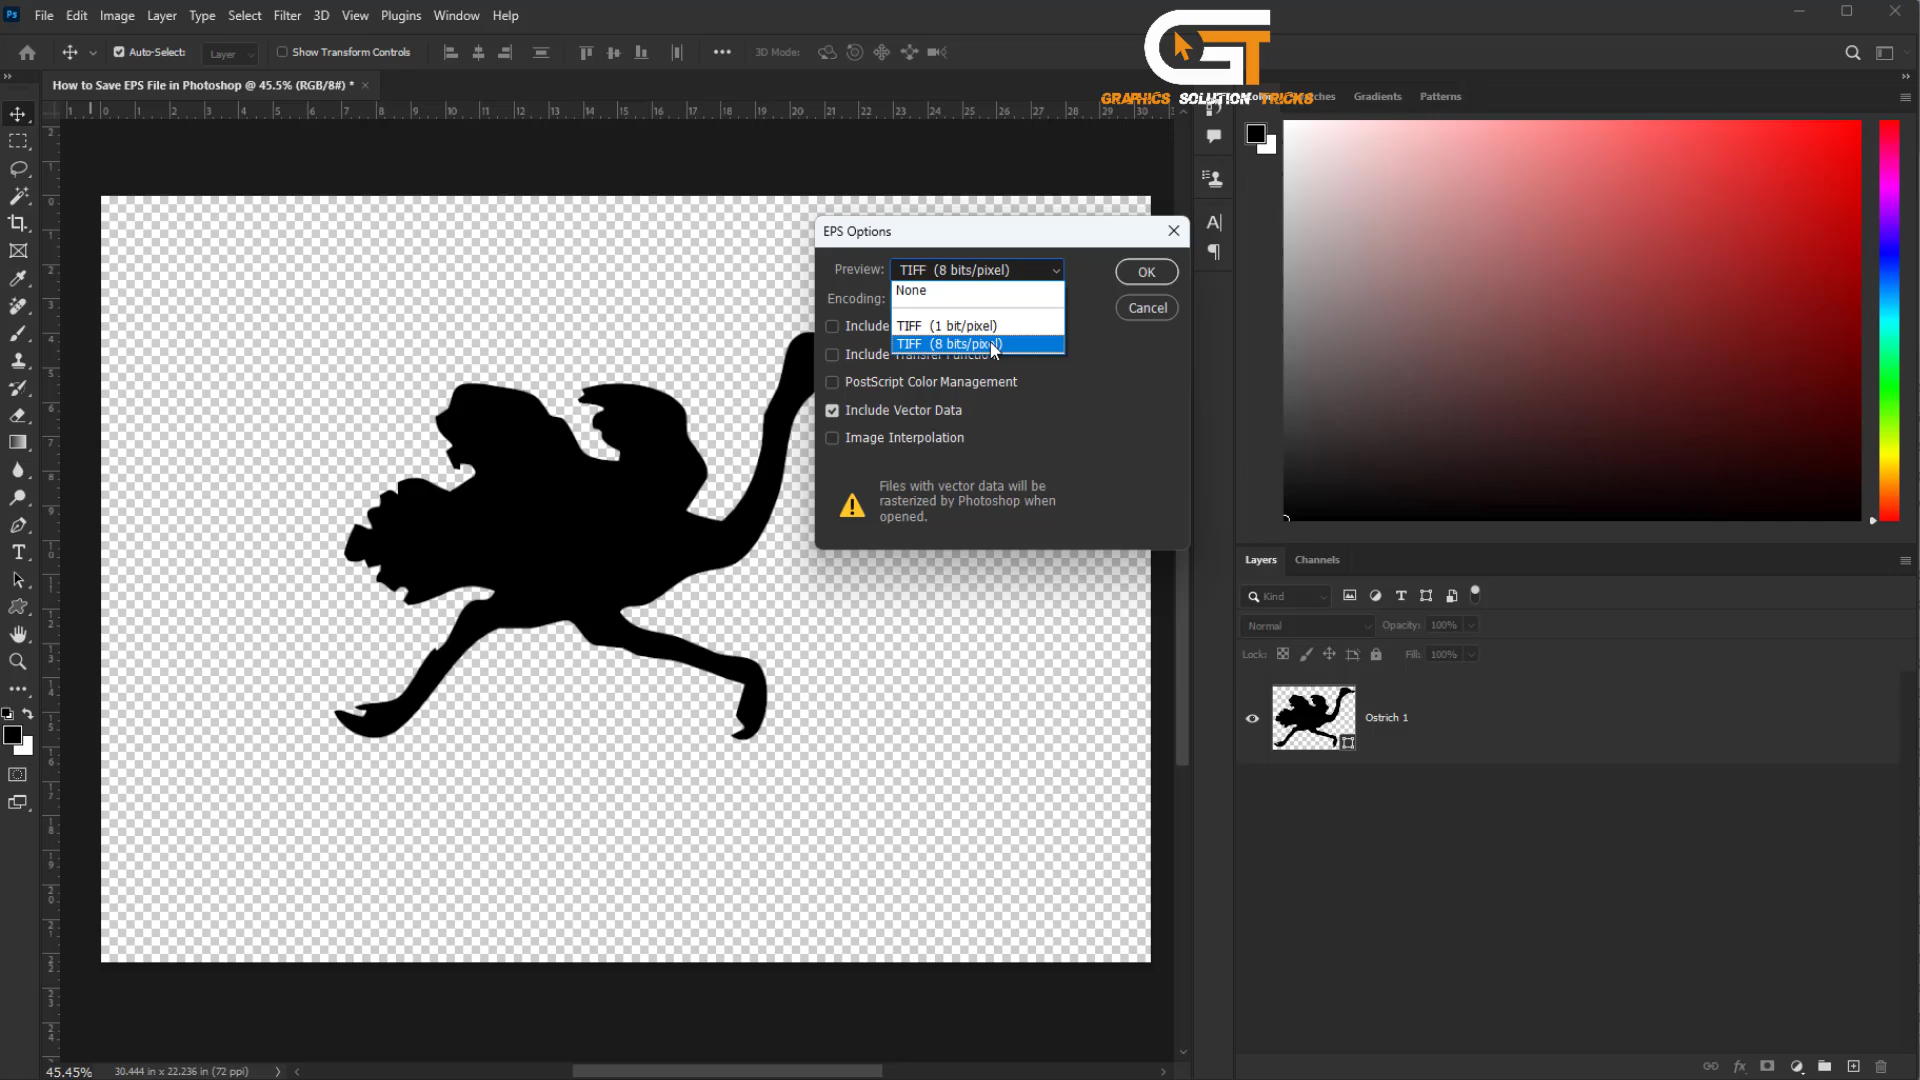 Ps File Edit Image Layer Type Select Filter 3D View Plugins Window Help
Auto-Select: Layer Show Transform Controls 3D Mode:
GT
GRAPHICS SOLUTION TRICKS
How to Save EPS File in Photoshop @ 45.5% (RGB/8#) *
Gradients Patterns
EPS Options
Preview: TIFF (8 bits/pixel)
OK
None
Encoding:
Cancel
Include
TIFF (1 bit/pixel)
TIFF (8 bits/pixel)
Include Transfer Function
PostScript Color Management
Include Vector Data
Image Interpolation
Files with vector data will be
rasterized by Photoshop when
opened.
Layers Channels
Kind
Normal Opacity: 100%
Lock: Fill: 100%
Ostrich 1
45.45% 30.444 in x 22.236 in (72 ppi)